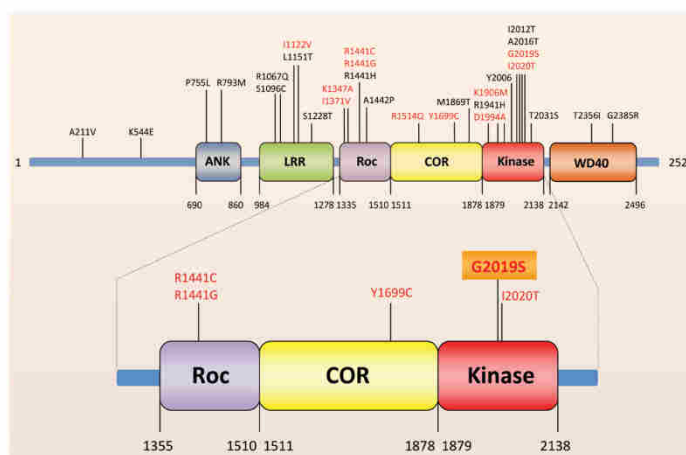 I2012T
A2016T
G2019S
I2020T
R1441C
R1441G
R1441H
I1122V
L1151T
Y2006
P755L
R793M
R1067Q
S1096C
K1347A
I1371V
K1906M
R1941H
D1994A
M1869T
A1442P
S1228T
R1514Q
Y1699C
T2031S
T2356I
G2385R
A211V
K544E
1
ANK
LRR
Roc
COR
Kinase
WD40
252
690
860
984
1278
1335
1510
1511
1878
1879
2138
2142
2496
R1441C
R1441G
Y1699C
G2019S
I2020T
Roc
COR
Kinase
1355
1510
1511
1878
1879
2138